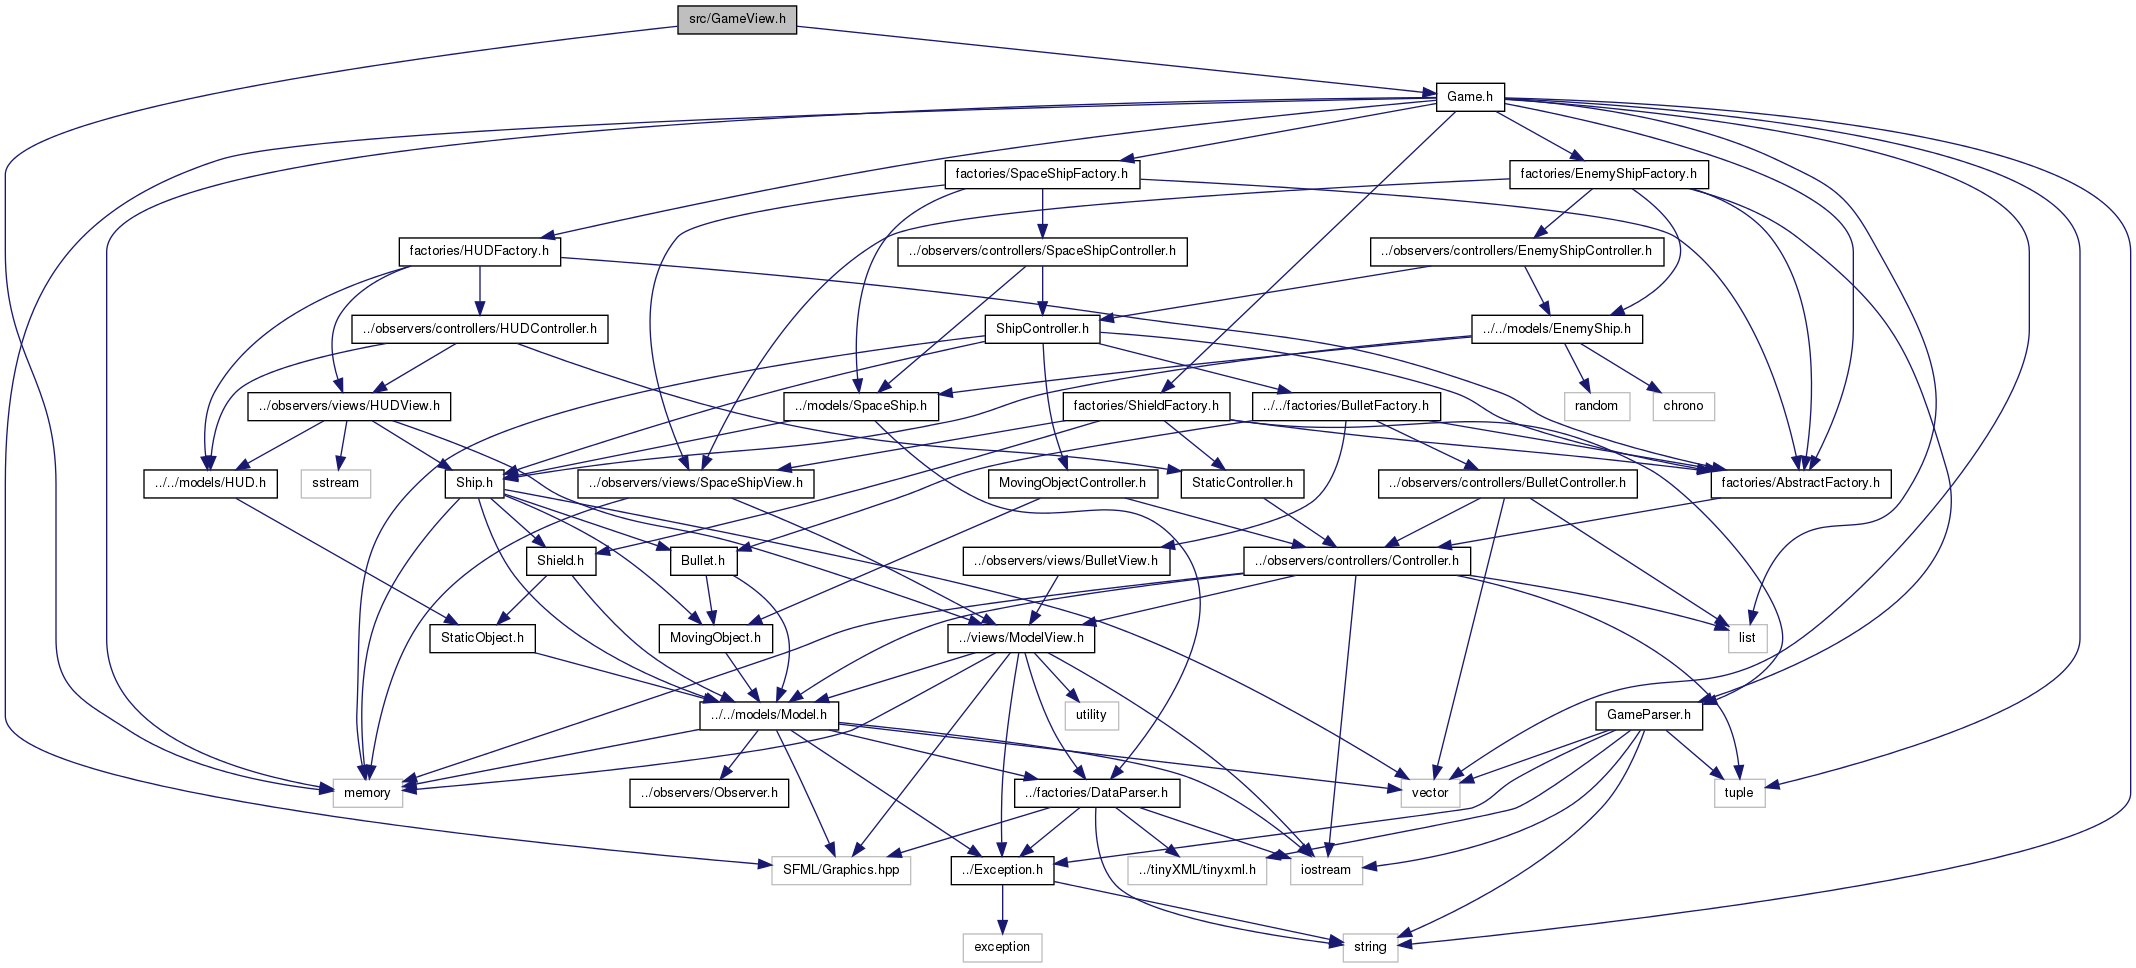 src/GameView.h
Game.h
factories/SpaceShipFactory.h
factories/EnemyShipFactory.h
factories/HUDFactory.h
../observers/controllers/SpaceShipController.h
../observers/controllers/EnemyShipController.h
../observers/controllers/HUDController.h
ShipController.h
../../models/EnemyShip.h
../observers/views/HUDView.h
../models/SpaceShip.h
factories/ShieldFactory.h
../../factories/BulletFactory.h
random
chrono
../../models/HUD.h
sstream
Ship.h
../observers/views/SpaceShipView.h
MovingObjectController.h
StaticController.h
../observers/controllers/BulletController.h
factories/AbstractFactory.h
Shield.h
Bullet.h
../observers/views/BulletView.h
../observers/controllers/Controller.h
StaticObject.h
MovingObject.h
../views/ModelView.h
list
../../models/Model.h
utility
GameParser.h
memory
../observers/Observer.h
../factories/DataParser.h
vector
tuple
SFML/Graphics.hpp
../Exception.h
../tinyXML/tinyxml.h
iostream
exception
string